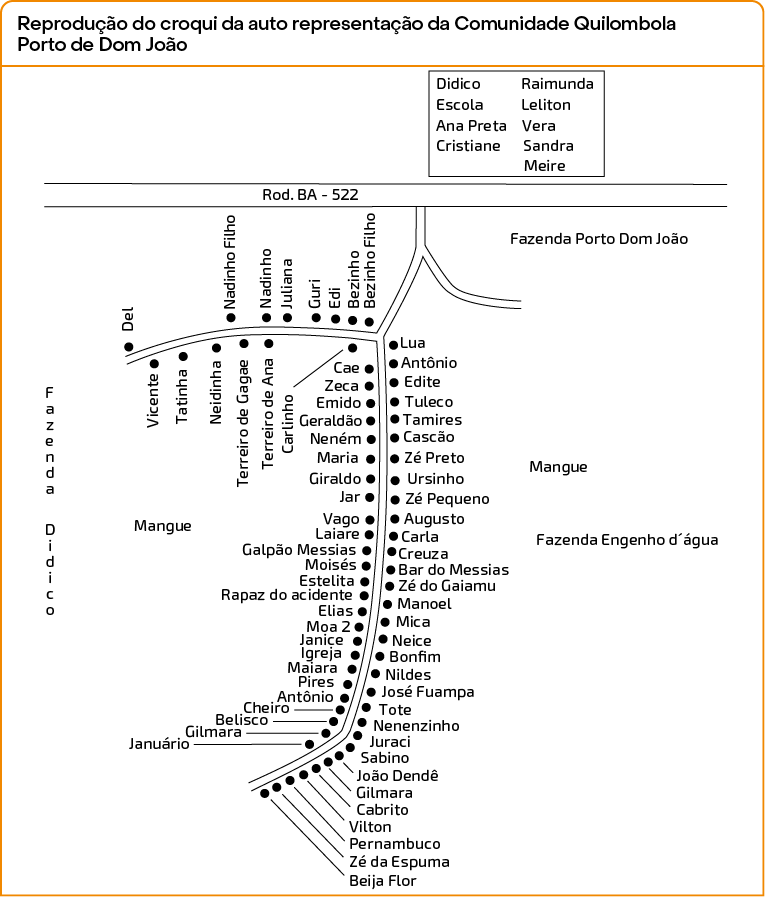 Reprodução do croqui da auto representação da Comunidade Quilombola
Porto de Dom João
Didico Raimunda
Escola Leliton
Ana Preta Vera
Cristiane Sandra
Meire
Rod. BA - 522
Fazenda Porto Dom João
Del
Nadinho Filho
Nadinho
Juliana
Guri
Edi
Bezinho
Bezinho Filho
Vicente
Tatinha
Neidinha
Terreiro de Gagae
Terreiro de Ana
Carlinho
Cae
Zeca
Emido
Geraldão
Neném
Maria
Giraldo
Jar
Vago
Laiare
Galpão Messias
Moisés
Estelita
Rapaz do acidente
Elias
Moa 2
Janice
Igreja
Maiara
Pires
Antônio
Cheiro
Belisco
Gilmara
Januário
Lua
Antônio
Edite
Tuleco
Tamires
Cascão
Zé Preto
Ursinho
Zé Pequeno
Augusto
Carla
Creuza
Bar do Messias
Zé do Gaiamu
Manoel
Mica
Neice
Bonfim
Nildes
José Fuampa
Tote
Nenenzinho
Juraci
Sabino
João Dendê
Gilmara
Cabrito
Vilton
Pernambuco
Zé da Espuma
Beija Flor
Fazenda Didico
Mangue
Mangue
Fazenda Engenho d´água